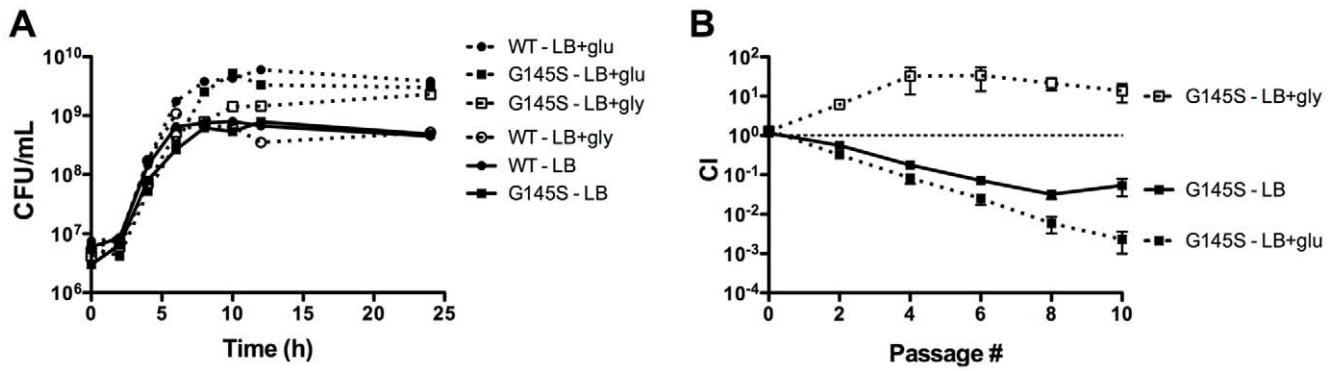 A
CFU/mL
10^10
10^9
10^8
10^7
10^6
0 5 10 15 20 25
Time (h)
WT - LB+glu
G145S - LB+glu
G145S - LB+gly
WT - LB+gly
WT - LB
G145S - LB
B
CI
10^2
10^1
10^0
10^-1
10^-2
10^-3
10^-4
0 2 4 6 8 10
Passage #
G145S - LB+gly
G145S - LB
G145S - LB+glu